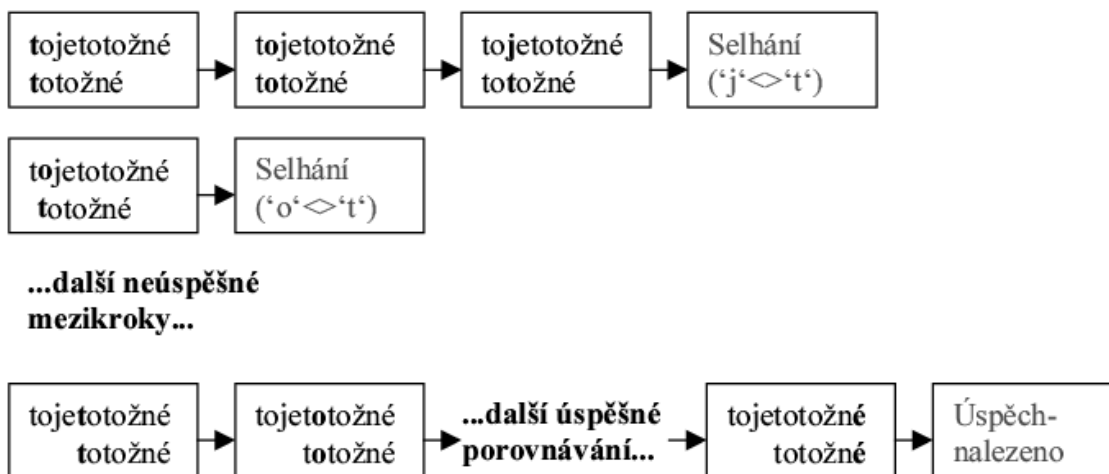 tojetotožné
totožné
tojetotožné
totožné
tojetotožné
totožné
Selhání
(‘j‘<>‘t‘)
tojetotožné
totožné
Selhání
(‘o‘<>‘t‘)
...další neúspěšné
mezikroky...
tojetotožné
totožné
tojetotožné
totožné
...další úspěšné
porovnávání...
tojetotožné
totožné
Úspěch-
nalezeno